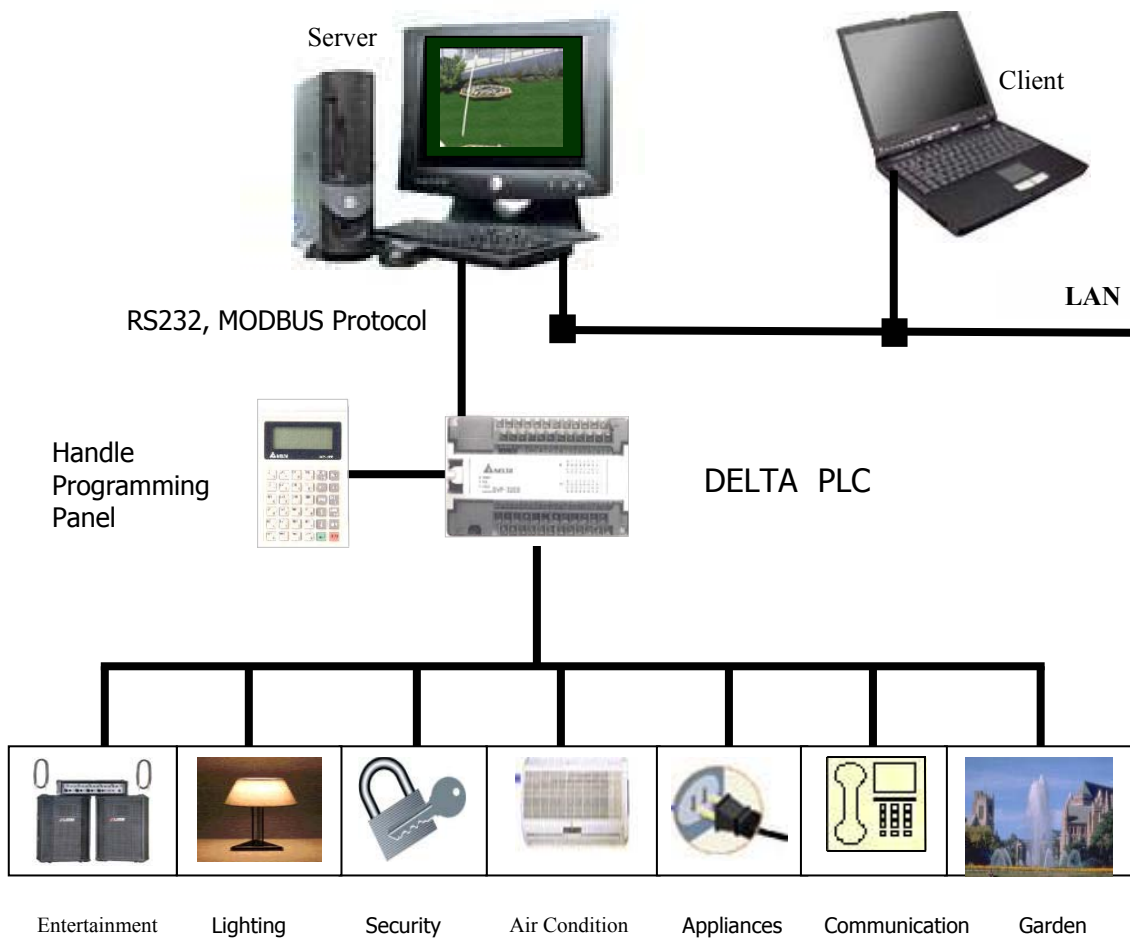 Server
Client
LAN
RS232, MODBUS Protocol
Handle
Programming
Panel
DELTA PLC
Entertainment
Lighting
Security
Air Condition
Appliances
Communication
Garden